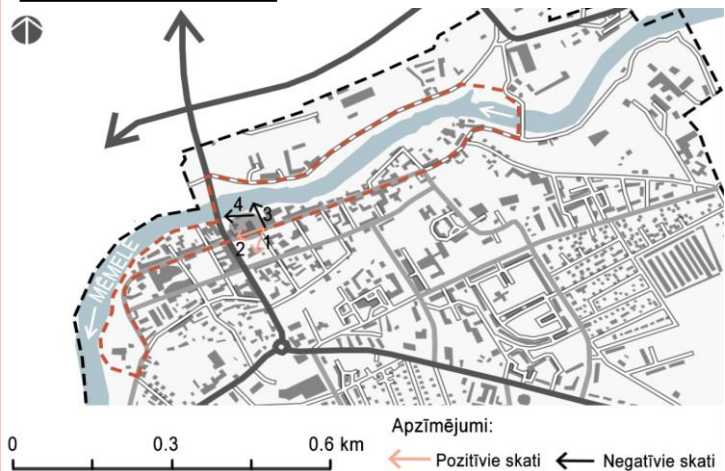 4
3
2
1
MĒMELE
0 0.3 0.6 km
Apzīmējumi:
Pozitīvie skati
Negatīvie skati